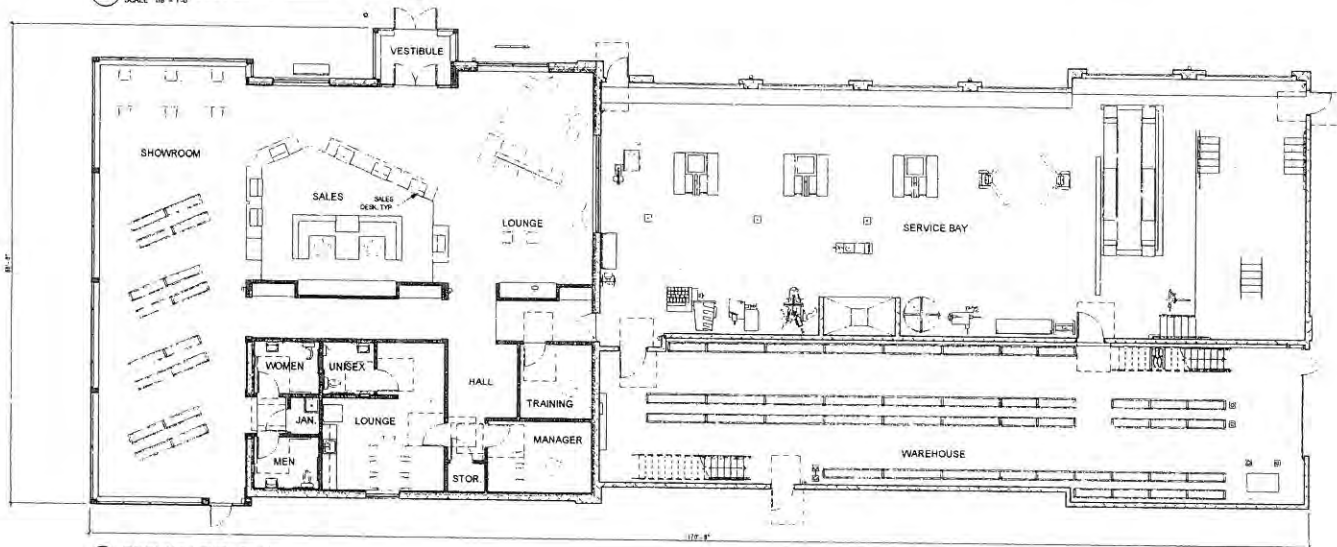 VESTIBULE
SHOWROOM
SALES
SALES
DESK, TYP.
LOUNGE
SERVICE BAY
WOMEN
UNISEX
HALL
TRAINING
JAN.
LOUNGE
MANAGER
MEN
STOR.
WAREHOUSE